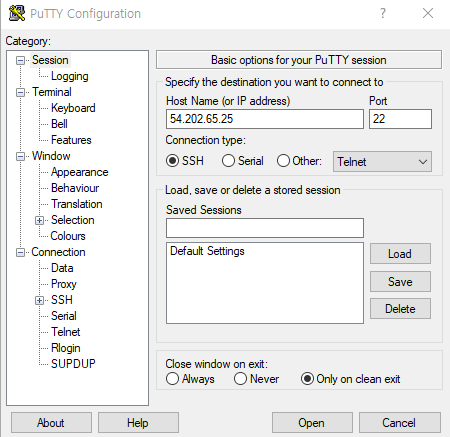 PuTTY Configuration
? ×
Category:
Session
Logging
Terminal
Keyboard
Bell
Features
Window
Appearance
Behaviour
Translation
Selection
Colours
Connection
Data
Proxy
SSH
Serial
Telnet
Rlogin
SUPDUP
Basic options for your PuTTY session
Specify the destination you want to connect to
Host Name (or IP address) Port
54.202.65.25 22
Connection type:
SSH Serial Other: Telnet
Load, save or delete a stored session
Saved Sessions
Default Settings
Load
Save
Delete
Close window on exit:
Always Never Only on clean exit
About Help Open Cancel